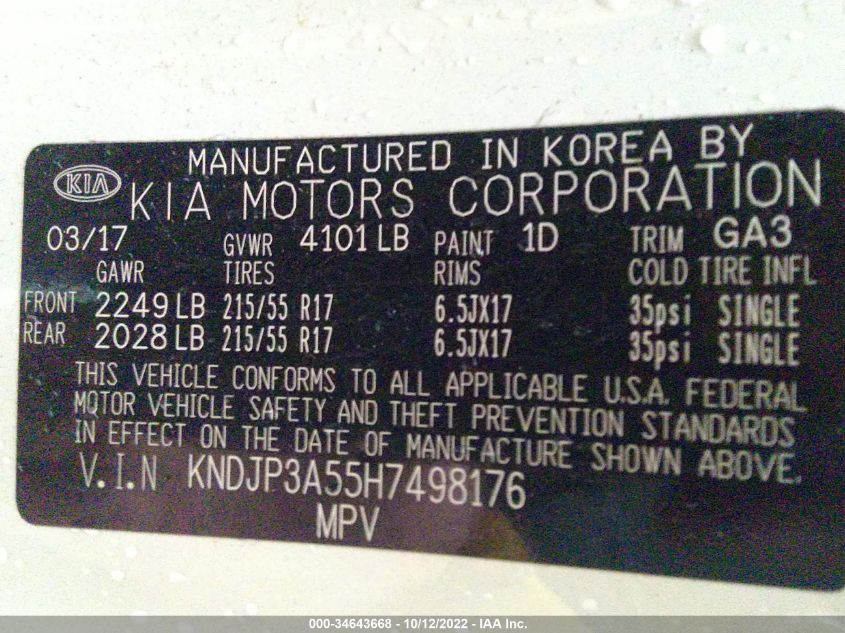 MANUFACTURED IN KOREA BY
KIA KIA MOTORS CORPORATION
03/17 GVWR 4101 LB PAINT 1D TRIM GA3
GAWR TIRES RIMS COLD TIRE INFL
FRONT 2249 LB 215/55 R17 6.5JX17 35psi SINGLE
REAR 2028 LB 215/55 R17 6.5JX17 35psi SINGLE
THIS VEHICLE CONFORMS TO ALL APPLICABLE U.S.A. FEDERAL
MOTOR VEHICLE SAFETY AND THEFT PREVENTION STANDARDS
IN EFFECT ON THE DATE OF MANUFACTURE SHOWN ABOVE.
V.I.N KNDJP3A55H7498176
MPV
000-34643668 - 10/12/2022 - IAA Inc.